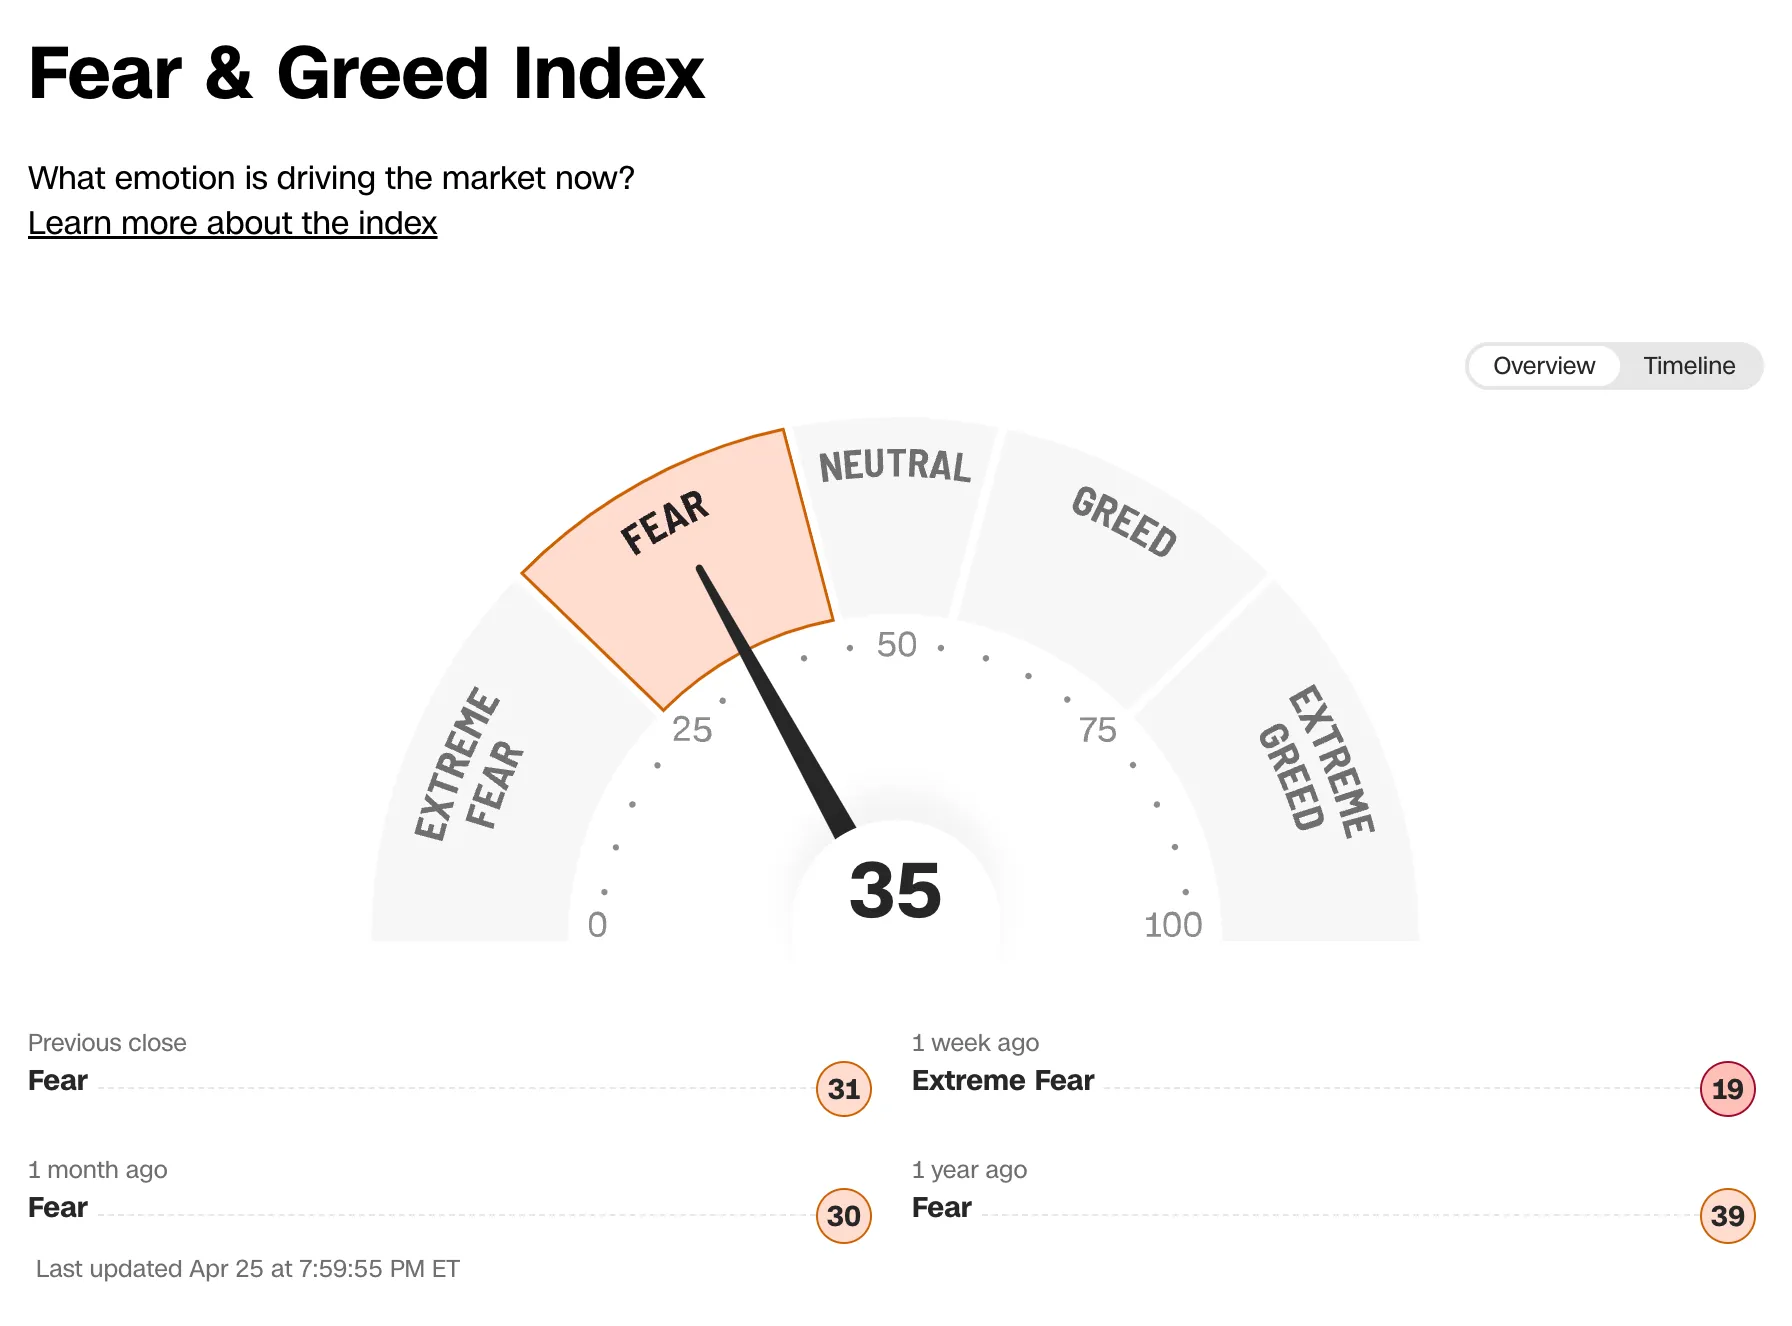 Fear & Greed Index
What emotion is driving the market now?
Learn more about the index
Overview
Timeline
EXTREME
FEAR
FEAR
NEUTRAL
GREED
EXTREME
GREED
0
25
50
75
100
35
Previous close
Fear
31
1 week ago
Extreme Fear
19
1 month ago
Fear
30
1 year ago
Fear
39
Last updated Apr 25 at 7:59:55 PM ET